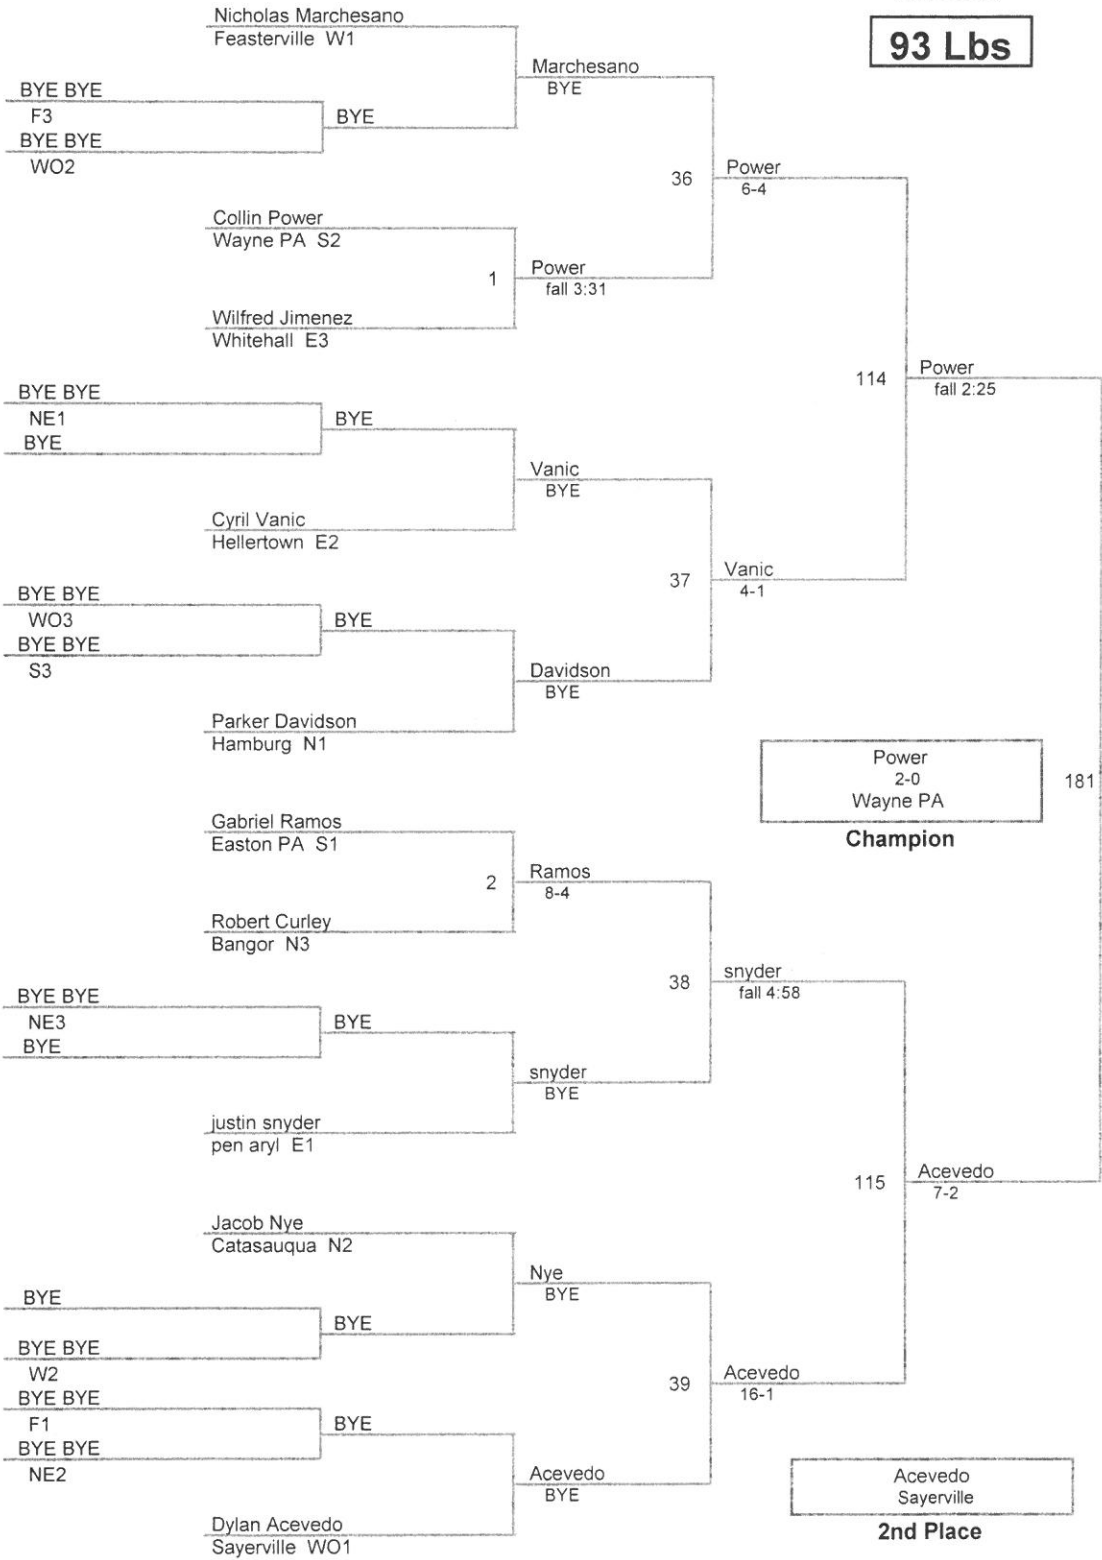 93 Lbs
Nicholas Marchesano
Feasterville W1
Marchesano
BYE
BYE BYE
F3
BYE
BYE BYE
WO2
36
Power
6-4
Collin Power
Wayne PA S2
1
Power
fall 3:31
Wilfred Jimenez
Whitehall E3
114
Power
fall 2:25
BYE BYE
NE1
BYE
BYE
Vanic
BYE
Cyril Vanic
Hellertown E2
37
Vanic
4-1
BYE BYE
WO3
BYE
BYE BYE
S3
Davidson
BYE
Parker Davidson
Hamburg N1
Power
2-0
Wayne PA
181
Champion
Gabriel Ramos
Easton PA S1
2
Ramos
8-4
Robert Curley
Bangor N3
38
snyder
fall 4:58
BYE BYE
NE3
BYE
BYE
snyder
BYE
justin snyder
pen aryl E1
115
Acevedo
7-2
Jacob Nye
Catasauqua N2
Nye
BYE
BYE
BYE
BYE BYE
W2
39
Acevedo
16-1
BYE BYE
F1
BYE
BYE BYE
NE2
Acevedo
BYE
Dylan Acevedo
Sayerville WO1
Acevedo
Sayerville
2nd Place